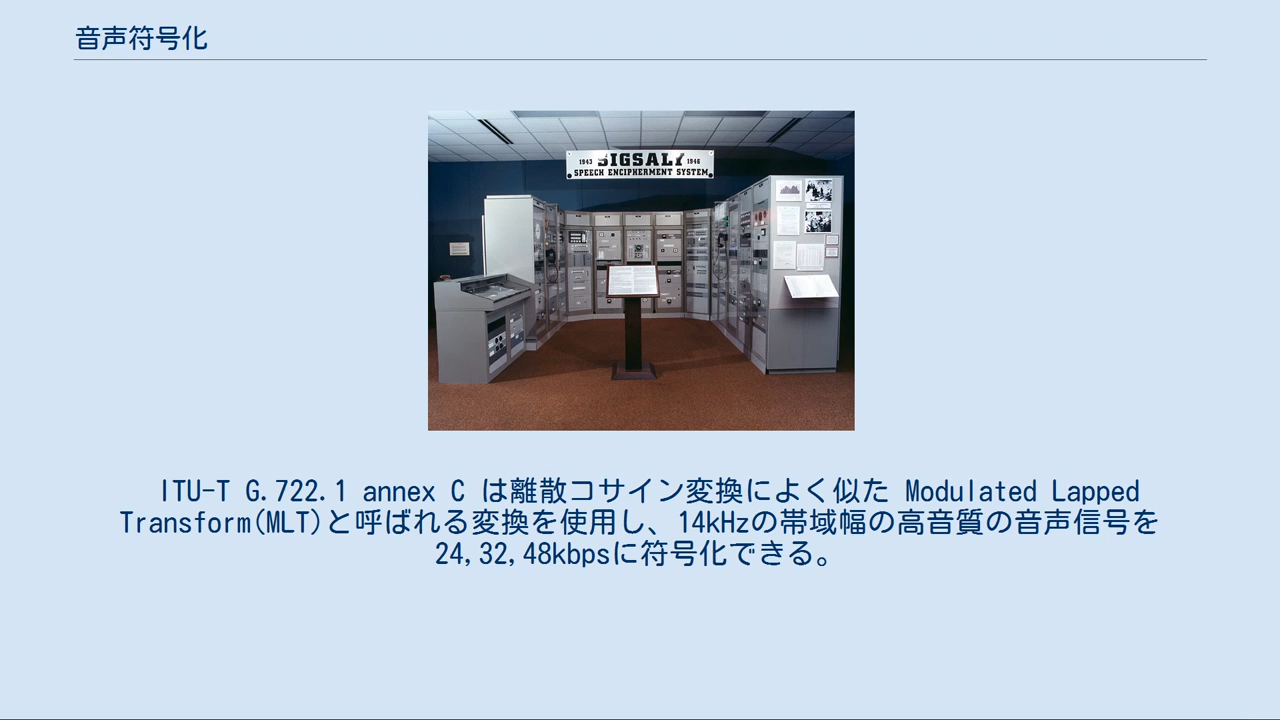 音声符号化
1943 SIGSALY 1946
SPEECH ENCIPHERMENT SYSTEM
ITU-T G.722.1 annex C は離散コサイン変換によく似た Modulated Lapped
Transform(MLT)と呼ばれる変換を使用し、14kHzの帯域幅の高音質の音声信号を
24,32,48kbpsに符号化できる。